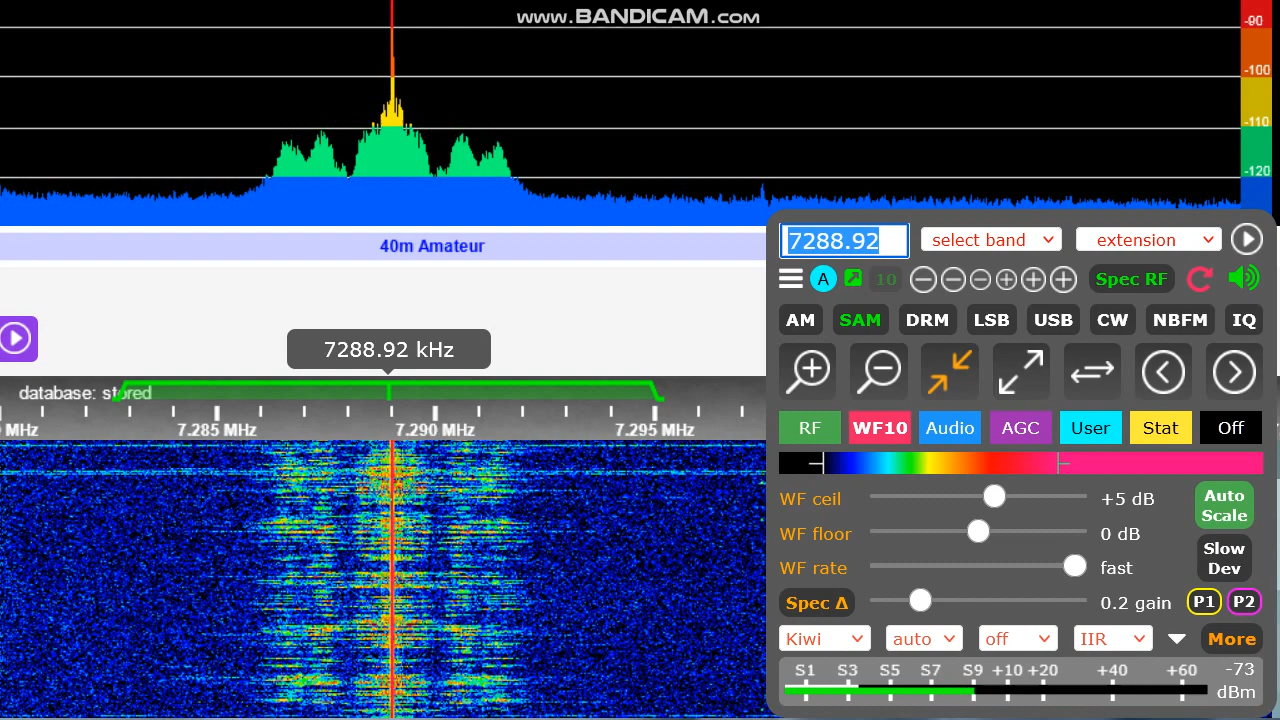 www.BANDICAM.com
-90
-100
-110
-120
40m Amateur
7288.92
select band
extension
A
10
Spec RF
AM SAM DRM LSB USB CW NBFM IQ
7288.92 kHz
database: stored
MHz 7.285 MHz 7.290 MHz 7.295 MHz
RF WF10 Audio AGC User Stat Off
WF ceil +5 dB
Auto
Scale
WF floor 0 dB
Slow
Dev
WF rate fast
Spec Δ 0.2 gain P1 P2
Kiwi auto off IIR More
S1 S3 S5 S7 S9 +10 +20 +40 +60 -73
dBm